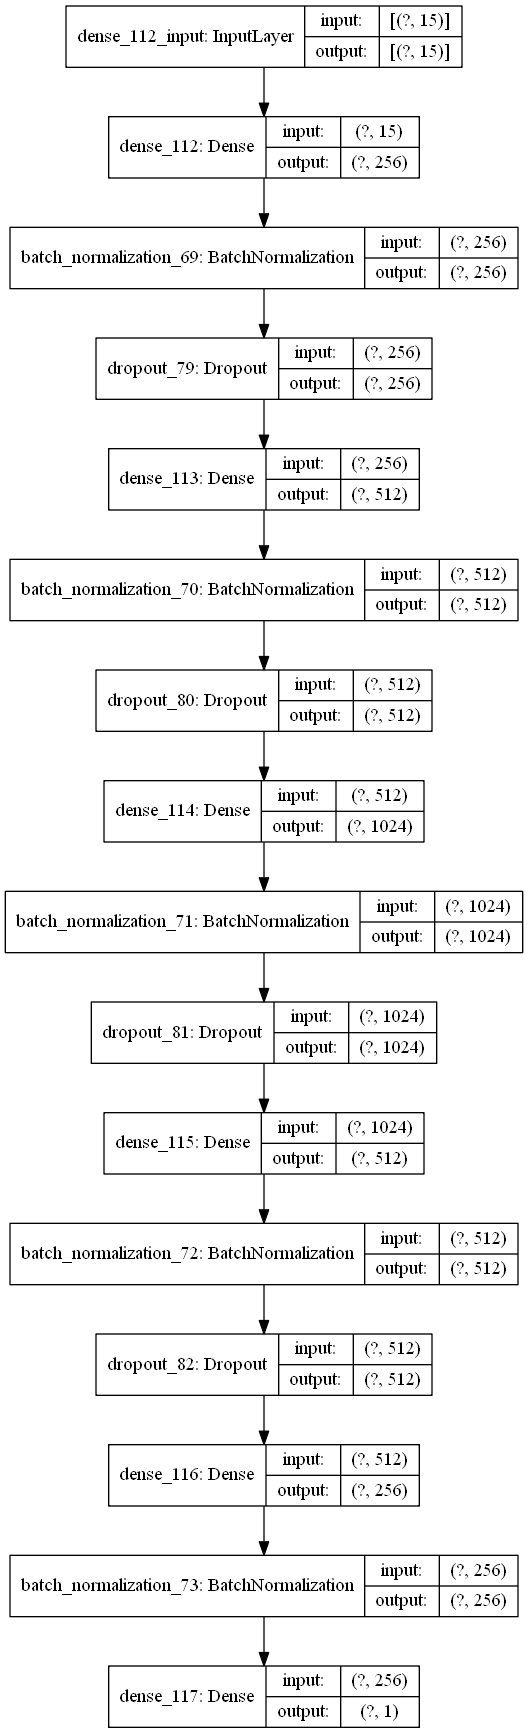 dense_112_input: InputLayer
input: [(?, 15)]
output: [(?, 15)]
dense_112: Dense
input: (?, 15)
output: (?, 256)
batch_normalization_69: BatchNormalization
input: (?, 256)
output: (?, 256)
dropout_79: Dropout
input: (?, 256)
output: (?, 256)
dense_113: Dense
input: (?, 256)
output: (?, 512)
batch_normalization_70: BatchNormalization
input: (?, 512)
output: (?, 512)
dropout_80: Dropout
input: (?, 512)
output: (?, 512)
dense_114: Dense
input: (?, 512)
output: (?, 1024)
batch_normalization_71: BatchNormalization
input: (?, 1024)
output: (?, 1024)
dropout_81: Dropout
input: (?, 1024)
output: (?, 1024)
dense_115: Dense
input: (?, 1024)
output: (?, 512)
batch_normalization_72: BatchNormalization
input: (?, 512)
output: (?, 512)
dropout_82: Dropout
input: (?, 512)
output: (?, 512)
dense_116: Dense
input: (?, 512)
output: (?, 256)
batch_normalization_73: BatchNormalization
input: (?, 256)
output: (?, 256)
dense_117: Dense
input: (?, 256)
output: (?, 1)